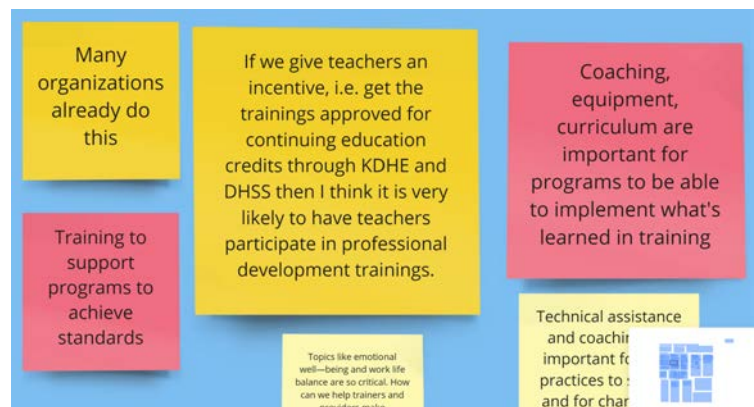 Many
organizations
already do
this
If we give teachers an
incentive, i.e. get the
trainings approved for
continuing education
credits through KDHE and
DHSS then I think it is very
likely to have teachers
participate in professional
development trainings.
Coaching,
equipment,
curriculum are
important for
programs to be able
to implement what's
learned in training
Training to
support
programs to
achieve
standards
Topics like emotional
well—being and work life
balance are so critical. How
can we help trainers and
providers make
Technical assistance
and
important
practices to
and for